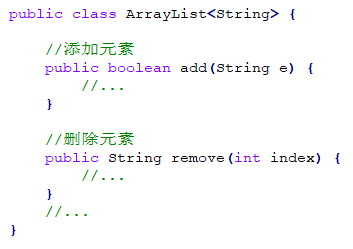 public class ArrayList<String> {
//添加元素
public boolean add(String e) {
//...
}
//删除元素
public String remove(int index) {
//...
}
//...
}